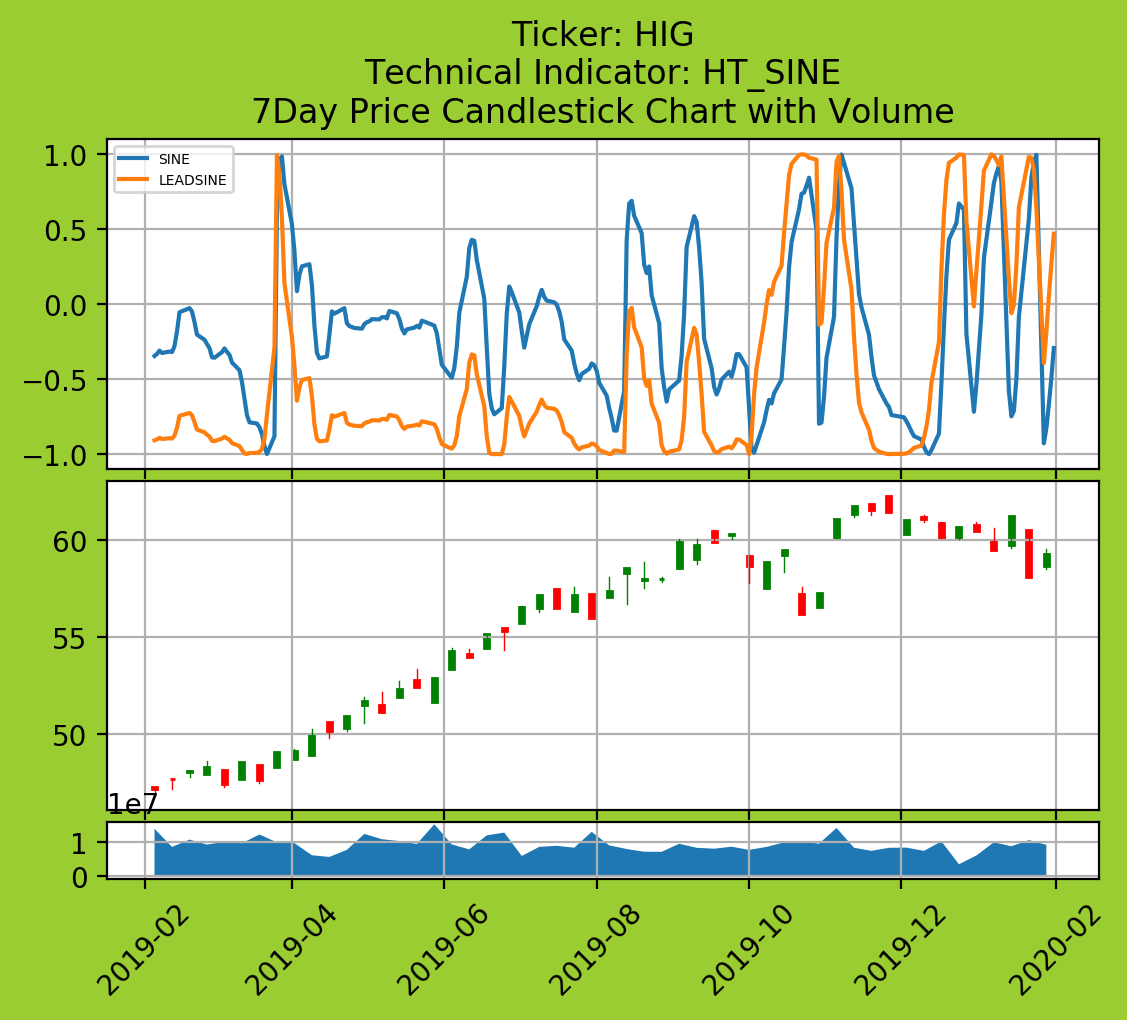 Ticker: HIG
Technical Indicator: HT_SINE
7Day Price Candlestick Chart with Volume
SINE
LEADSINE
1.0
0.5
0.0
−0.5
−1.0
60
55
50
1e7
1
0
2019-02
2019-04
2019-06
2019-08
2019-10
2019-12
2020-02